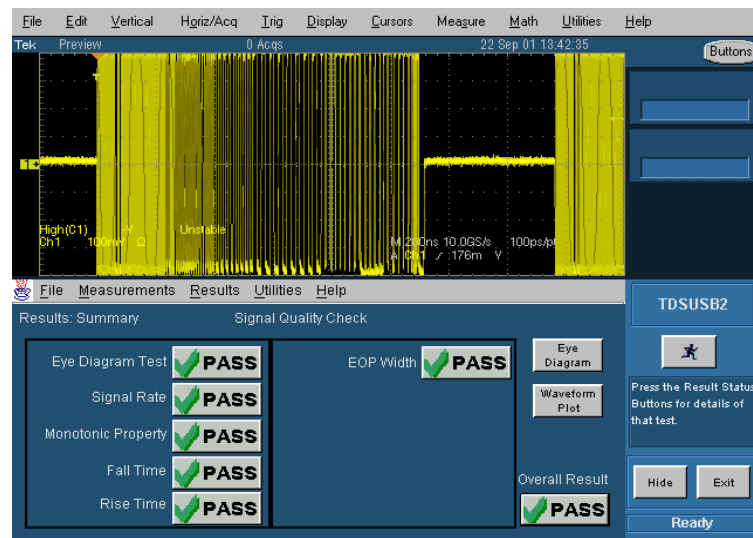 File Edit Vertical Horiz/Acq Trig Display Cursors Measure Math Utilities Help
Tek Preview 0 Acqs 22 Sep 01 13:42:35
Buttons
High(C1) Unstable
Ch1 100mV Ω M 200ns 10.0GS/s 100ps/pt
A Ch1 176m V
File Measurements Results Utilities Help
TDSUSB2
Results: Summary Signal Quality Check
Eye Diagram Test PASS EOP Width PASS Eye Diagram
Signal Rate PASS Waveform Plot
Press the Result Status
Buttons for details of
that test.
Monotonic Property PASS
Fall Time PASS Overall Result
Hide Exit
Rise Time PASS PASS
Ready